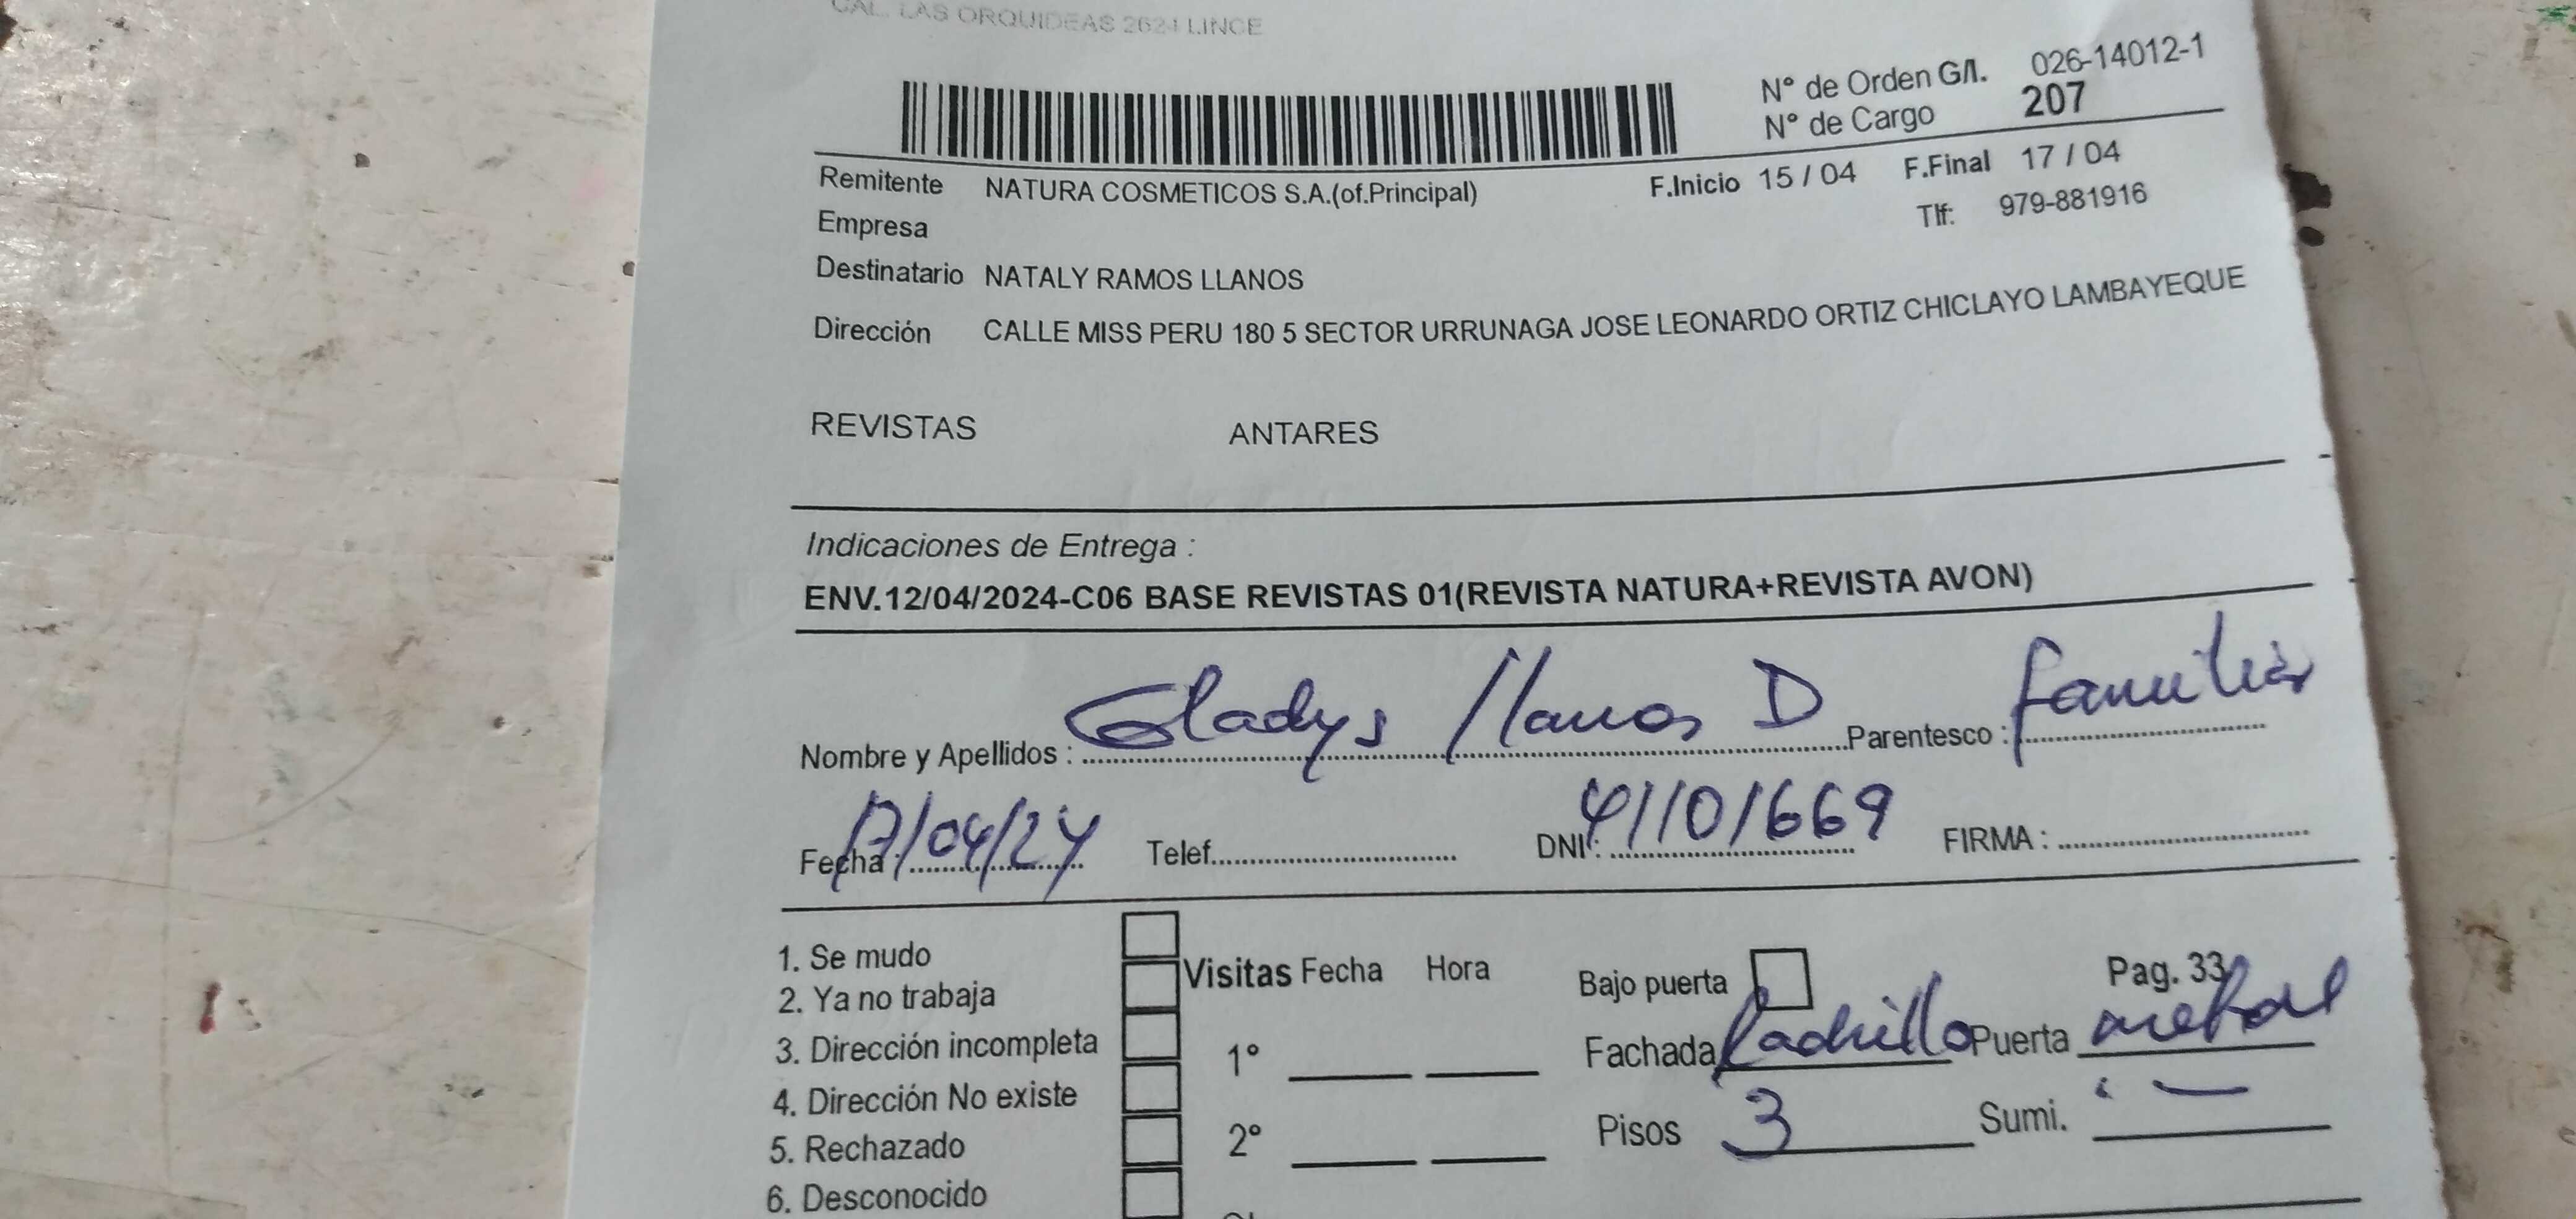 CAL. LAS ORQUIDEAS 2624 LINCE
N° de Orden G/I. 026-14012-1
N° de Cargo 207
Remitente NATURA COSMETICOS S.A.(of.Principal) F.Inicio 15 / 04 F.Final 17 / 04
Empresa Tlf: 979-881916
Destinatario NATALY RAMOS LLANOS
Dirección CALLE MISS PERU 180 5 SECTOR URRUNAGA JOSE LEONARDO ORTIZ CHICLAYO LAMBAYEQUE
REVISTAS ANTARES
Indicaciones de Entrega :
ENV.12/04/2024-C06 BASE REVISTAS 01(REVISTA NATURA+REVISTA AVON)
Nombre y Apellidos : Gladys Llanos D Parentesco : familiar
Fecha : 17/04/24 Telef. DNI : 41101669 FIRMA :
1. Se mudo
2. Ya no trabaja
3. Dirección incompleta
4. Dirección No existe
5. Rechazado
6. Desconocido
Visitas Fecha Hora
1°
2°
Bajo puerta Pag. 33
Fachada Ladrillo Puerta metal
Pisos 3 Sumi. -